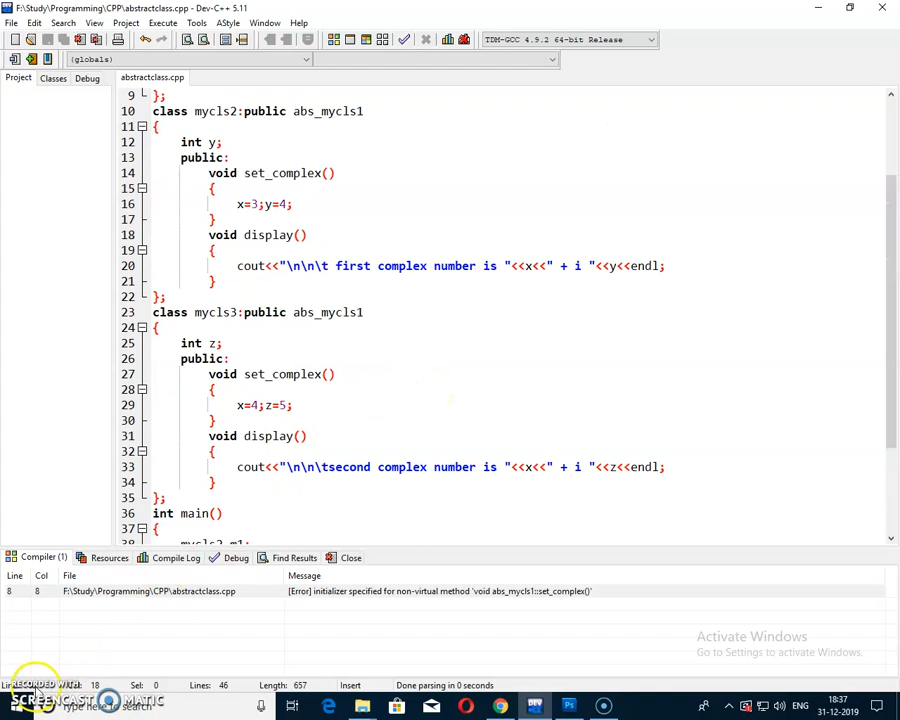 F:\Study\Programming\CPP\abstractclass.cpp - Dev-C++ 5.11
File Edit Search View Project Execute Tools AStyle Window Help
TDM-GCC 4.9.2 64-bit Release
(globals)
Project Classes Debug abstractclass.cpp
9 };
10 class mycls2:public abs_mycls1
11 {
12 int y;
13 public:
14 void set_complex()
15 {
16 x=3;y=4;
17 }
18 void display()
19 {
20 cout<<"\n\n\t first complex number is "<<x<<" + i "<<y<<endl;
21 }
22 };
23 class mycls3:public abs_mycls1
24 {
25 int z;
26 public:
27 void set_complex()
28 {
29 x=4;z=5;
30 }
31 void display()
32 {
33 cout<<"\n\n\tsecond complex number is "<<x<<" + i "<<z<<endl;
34 }
35 };
36 int main()
37 {
38 mycls2 m1;
Compiler (1) Resources Compile Log Debug Find Results Close
Line Col File Message
8 8 F:\Study\Programming\CPP\abstractclass.cpp [Error] initializer specified for non-virtual method 'void abs_mycls1::set_complex()'
Activate Windows
Go to Settings to activate Windows.
18 Sel: 0 Lines: 46 Length: 657 Insert Done parsing in 0 seconds
RECORDED WITH
SCREENCAST MATIC
Type here to search
18:37
31-12-2019